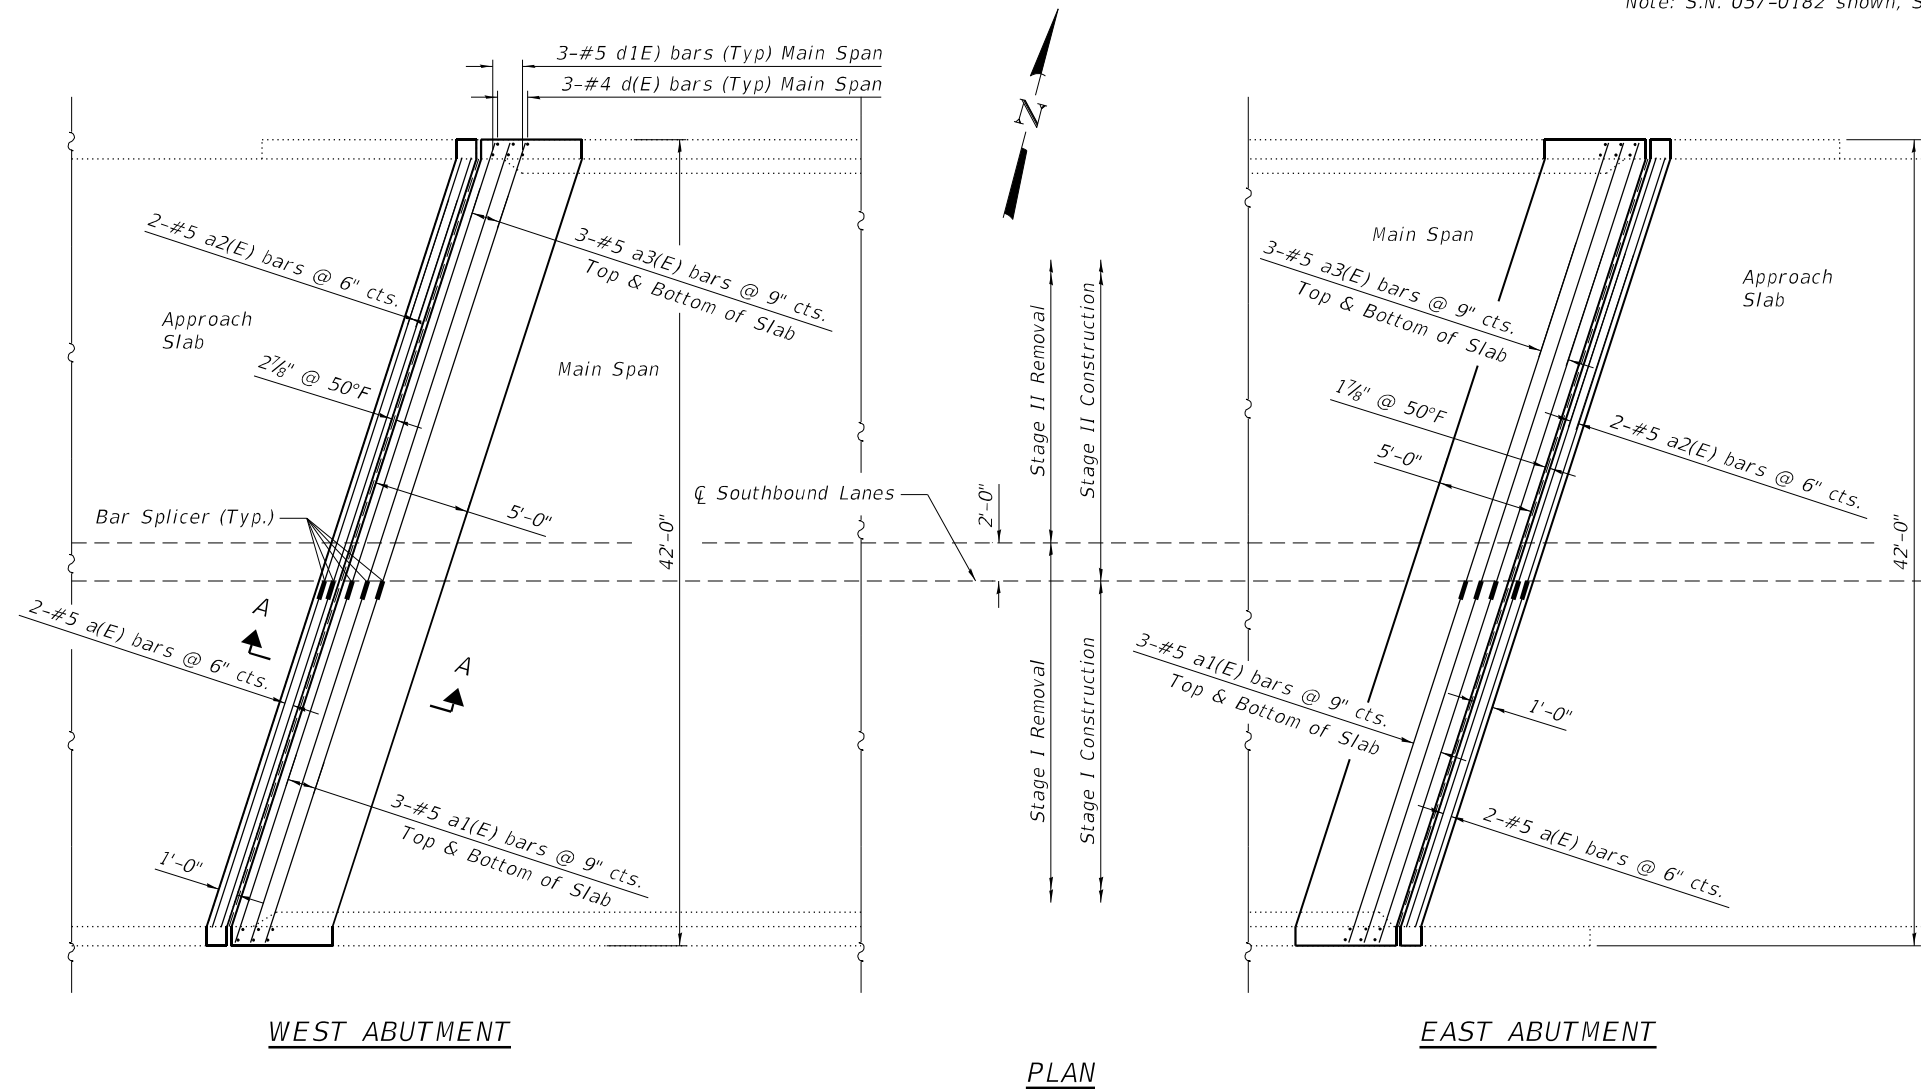 Note: S.N. 057-0182 shown, S
3-#5 d1E) bars (Typ) Main Span
3-#4 d(E) bars (Typ) Main Span
N
2-#5 a2(E) bars @ 6" cts.
3-#5 a3(E) bars @ 9" cts.
Top & Bottom of Slab
Approach
Slab
2⅞" @ 50°F
Main Span
Bar Splicer (Typ.)
5'-0"
42'-0"
A
A
2-#5 a(E) bars @ 6" cts.
3-#5 a1(E) bars @ 9" cts.
Top & Bottom of Slab
1'-0"
WEST ABUTMENT
Stage II Removal
Stage II Construction
℄ Southbound Lanes
2'-0"
Stage I Removal
Stage I Construction
Main Span
3-#5 a3(E) bars @ 9" cts.
Top & Bottom of Slab
Approach
Slab
1⅞" @ 50°F
5'-0"
2-#5 a2(E) bars @ 6" cts.
42'-0"
3-#5 a1(E) bars @ 9" cts.
Top & Bottom of Slab
1'-0"
2-#5 a(E) bars @ 6" cts.
EAST ABUTMENT
PLAN